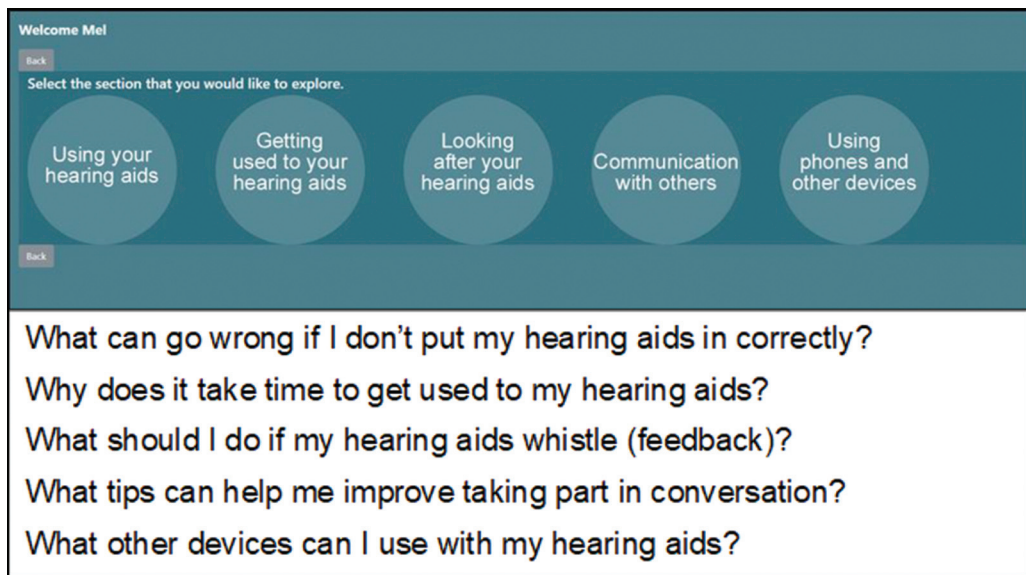 Welcome Mel
Back
Select the section that you would like to explore.
Using your
hearing aids
Getting
used to your
hearing aids
Looking
after your
hearing aids
Communication
with others
Using
phones and
other devices
Back
What can go wrong if I don’t put my hearing aids in correctly?
Why does it take time to get used to my hearing aids?
What should I do if my hearing aids whistle (feedback)?
What tips can help me improve taking part in conversation?
What other devices can I use with my hearing aids?